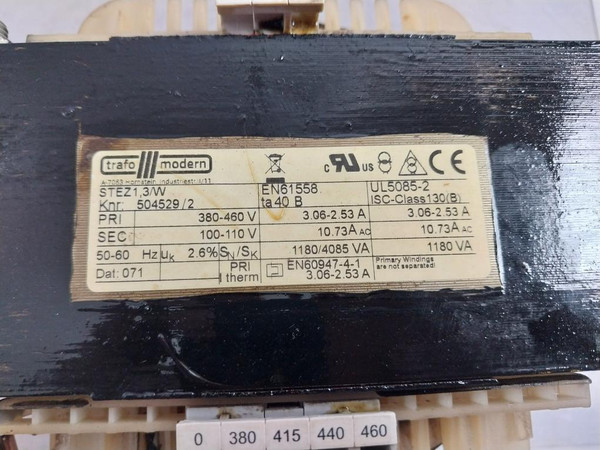 trafo modern
c RU us CE
STEZ1,3/W EN61558 UL5085-2
Knr: 504529/2 ta 40 B ISC-Class130(B)
PRI 380-460 V 3.06-2.53 A 3.06-2.53 A
SEC 100-110 V 10.73A AC 10.73A AC
50-60 Hz uk 2.6% SN/SK 1180/4085 VA 1180 VA
Dat: 071 PRI therm EN60947-4-1 3.06-2.53 A Primary Windings are not separated!
0 380 415 440 460